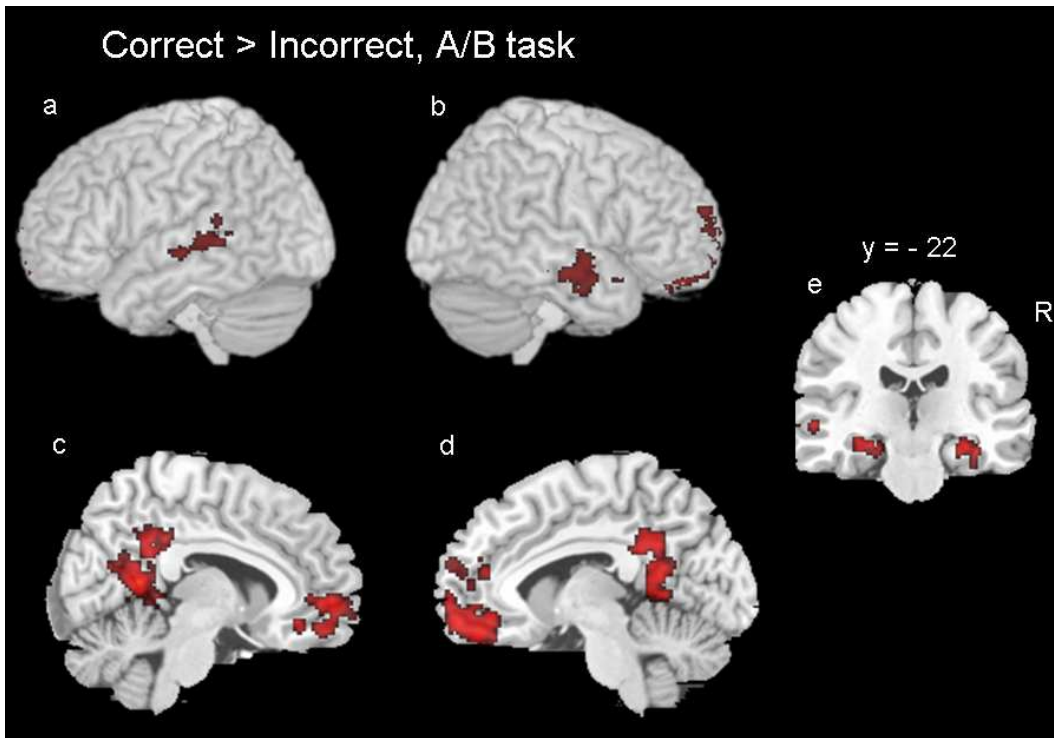 Correct > Incorrect, A/B task
a
b
y = - 22
e
R
c
d